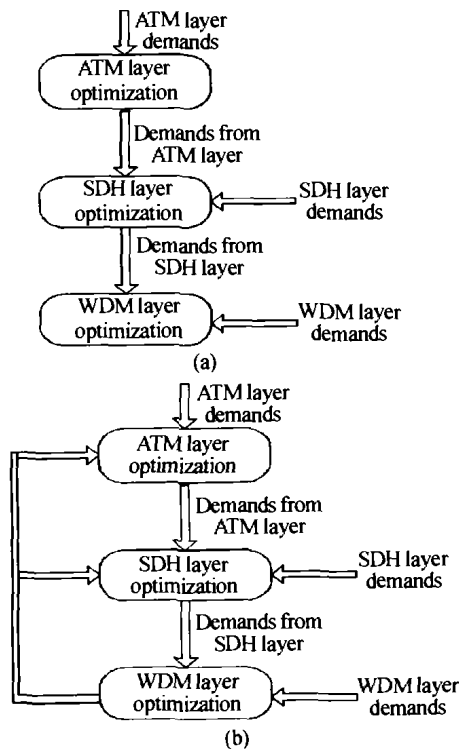 ATM layer
demands
ATM layer
optimization
Demands from
ATM layer
SDH layer
optimization
SDH layer
demands
Demands from
SDH layer
WDM layer
optimization
WDM layer
demands
(a)
ATM layer
demands
ATM layer
optimization
Demands from
ATM layer
SDH layer
optimization
SDH layer
demands
Demands from
SDH layer
WDM layer
optimization
WDM layer
demands
(b)